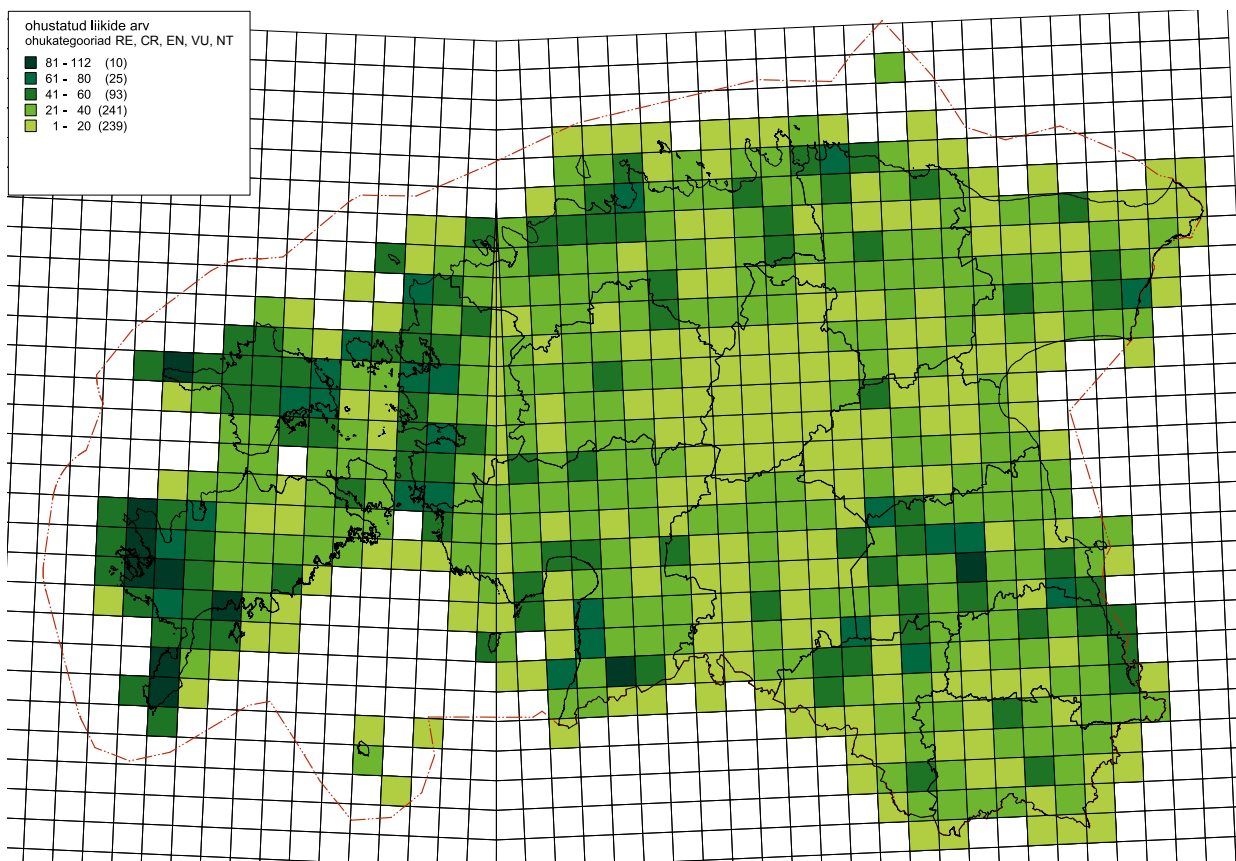 ohustatud liikide arv
ohukategooriad RE, CR, EN, VU, NT
81 - 112 (10)
61 - 80 (25)
41 - 60 (93)
21 - 40 (241)
1 - 20 (239)